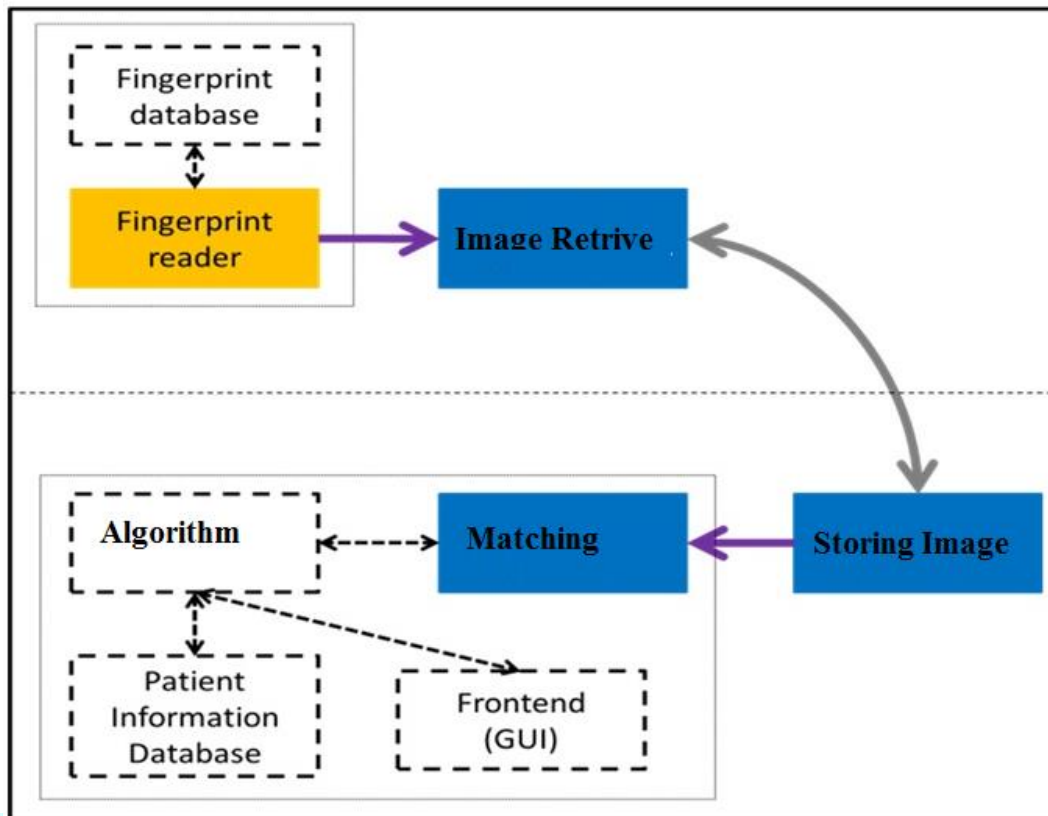 Fingerprint
database
Fingerprint
reader
Image Retrive
Algorithm
Matching
Storing Image
Patient
Information
Database
Frontend
(GUI)